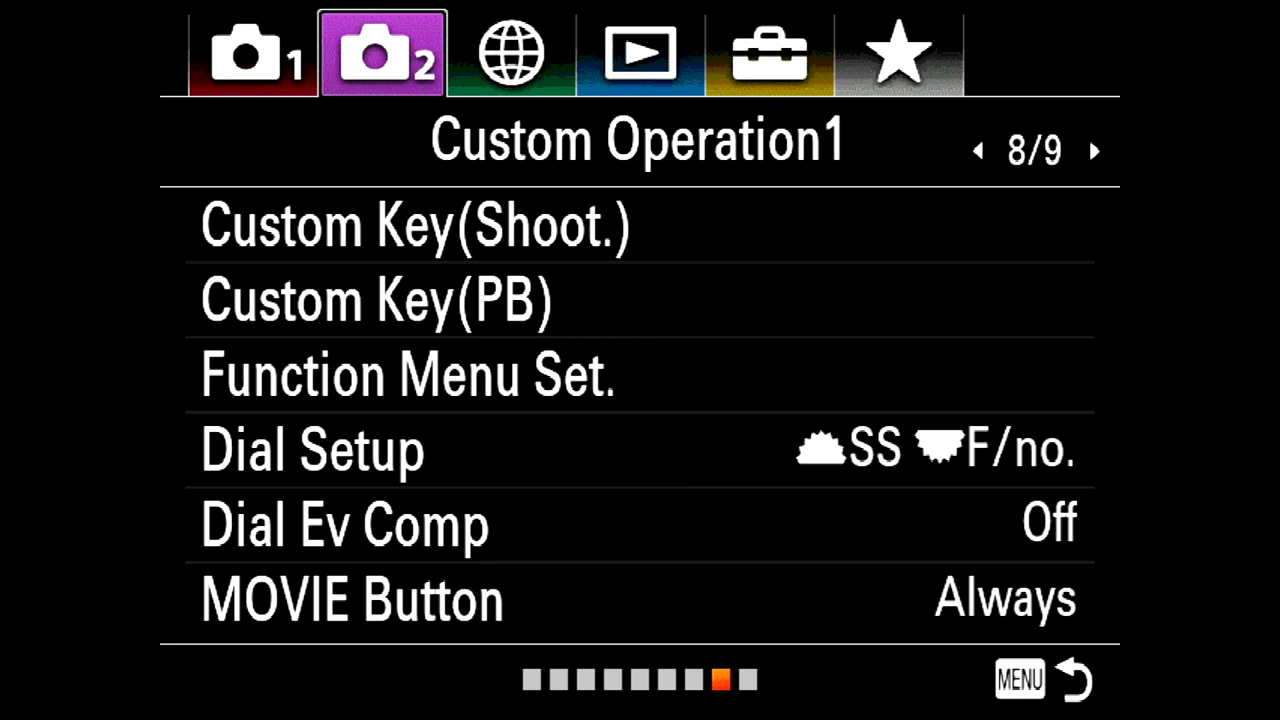 1 2
Custom Operation1 8/9
Custom Key(Shoot.)
Custom Key(PB)
Function Menu Set.
Dial Setup SS F/no.
Dial Ev Comp Off
MOVIE Button Always
MENU